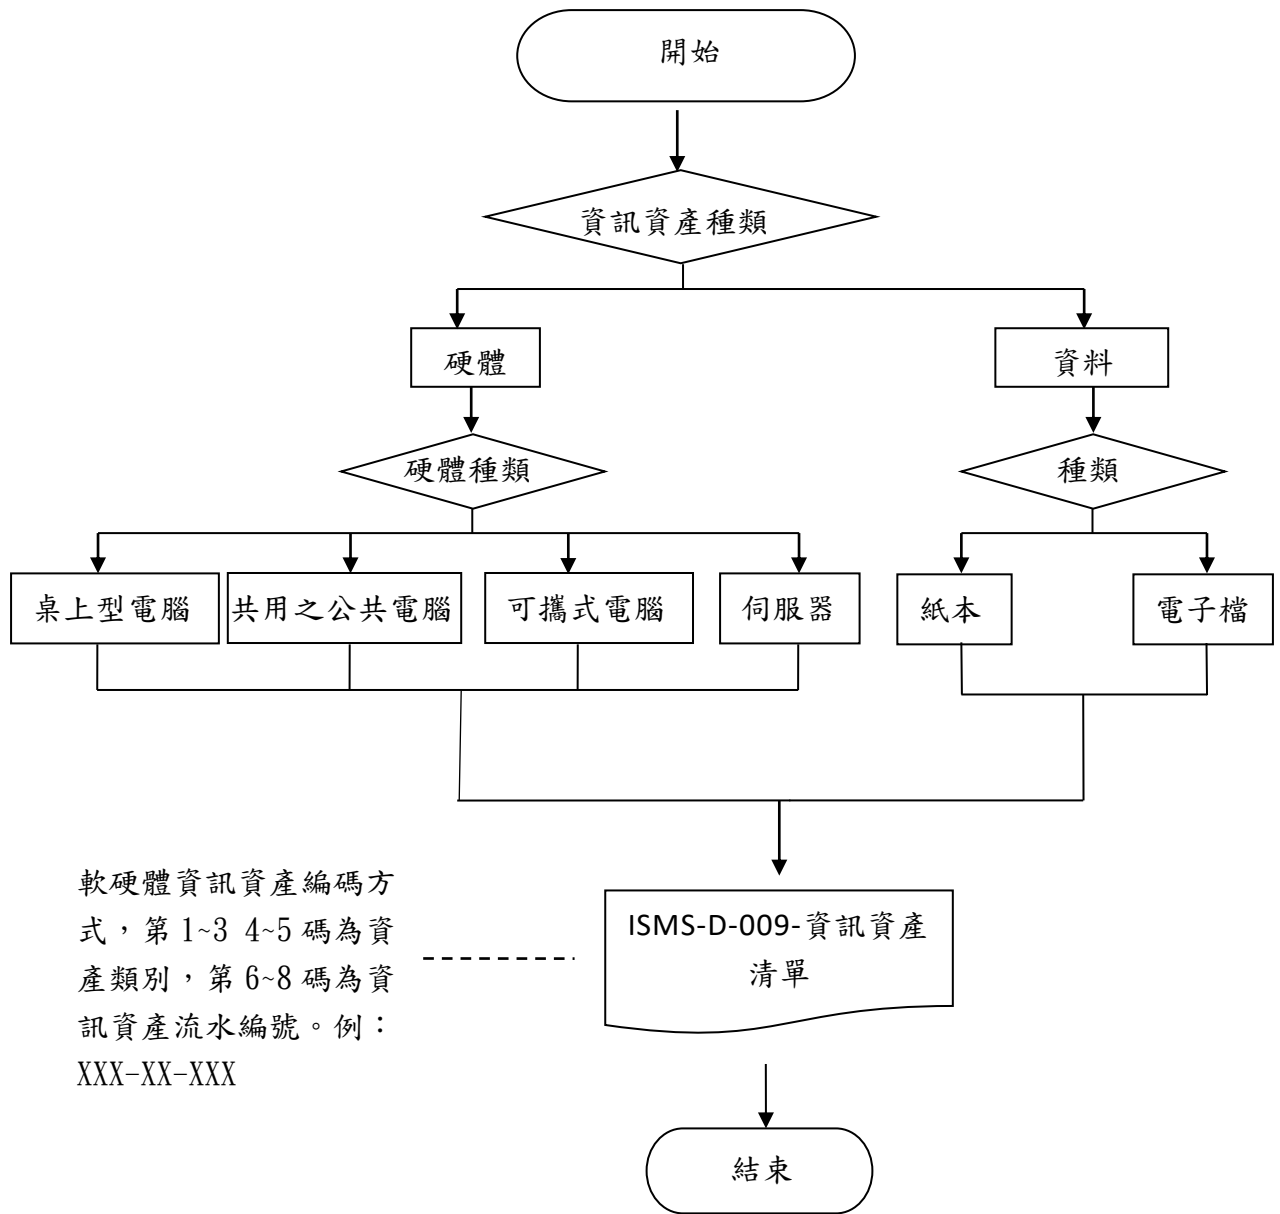 開始
資訊資產種類
硬體
資料
硬體種類
種類
桌上型電腦
共用之公共電腦
可攜式電腦
伺服器
紙本
電子檔
軟硬體資訊資產編碼方
式，第1~3 4~5碼為資
產類別，第6~8碼為資
訊資產流水編號。例：
XXX-XX-XXX
ISMS-D-009-資訊資產
清單
結束